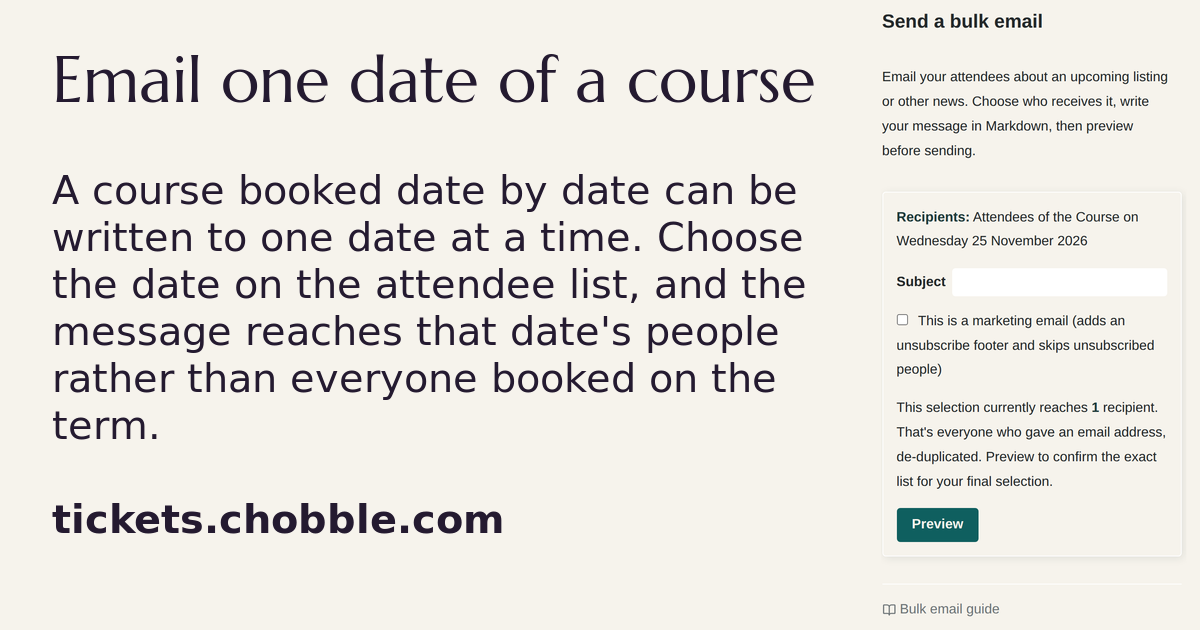 Email one date of a course
A course booked date by date can be
written to one date at a time. Choose
the date on the attendee list, and the
message reaches that date's people
rather than everyone booked on the
term.
tickets.chobble.com
Send a bulk email
Email your attendees about an upcoming listing
or other news. Choose who receives it, write
your message in Markdown, then preview
before sending.
Recipients: Attendees of the Course on
Wednesday 25 November 2026
Subject
This is a marketing email (adds an
unsubscribe footer and skips unsubscribed
people)
This selection currently reaches 1 recipient.
That's everyone who gave an email address,
de-duplicated. Preview to confirm the exact
list for your final selection.
Preview
Bulk email guide